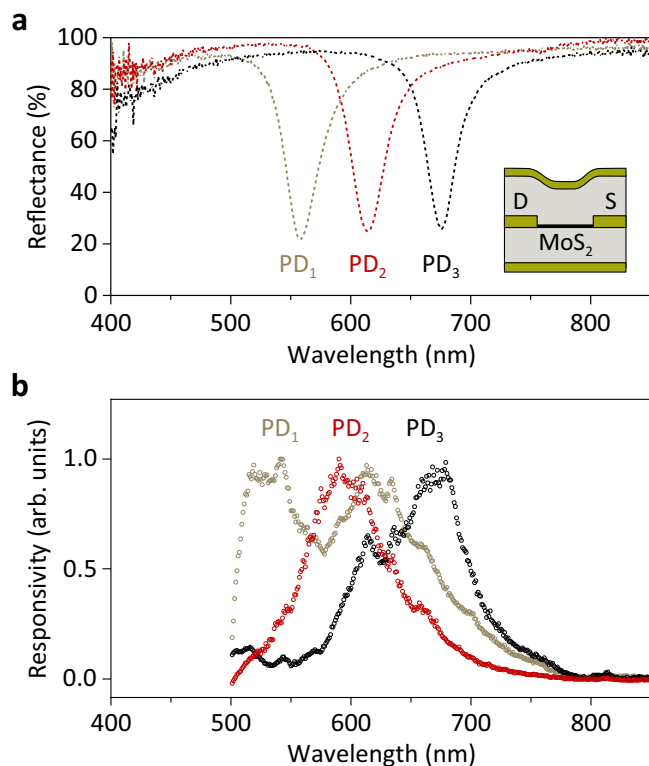 a
Reflectance (%)
100
80
60
40
20
0
PD₁ PD₂ PD₃
D S
MoS₂
400 500 600 700 800
Wavelength (nm)
b
Responsivity (arb. units)
1.0
0.5
0.0
PD₁ PD₂ PD₃
400 500 600 700 800
Wavelength (nm)